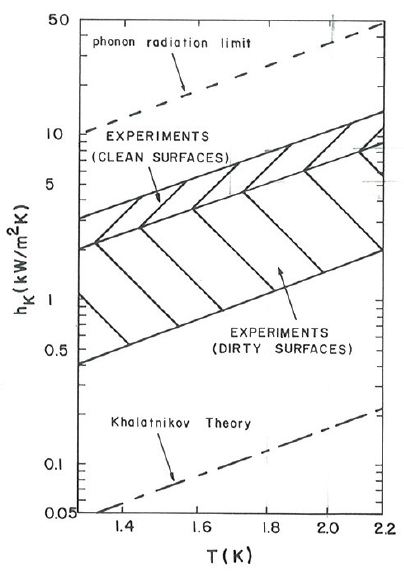 50
phonon radiation limit
10
EXPERIMENTS
(CLEAN SURFACES)
5
hK(kW/m²K)
1
EXPERIMENTS
(DIRTY SURFACES)
0.5
Khalatnikov Theory
0.1
0.05
1.4
1.6
1.8
2.0
2.2
T(K)